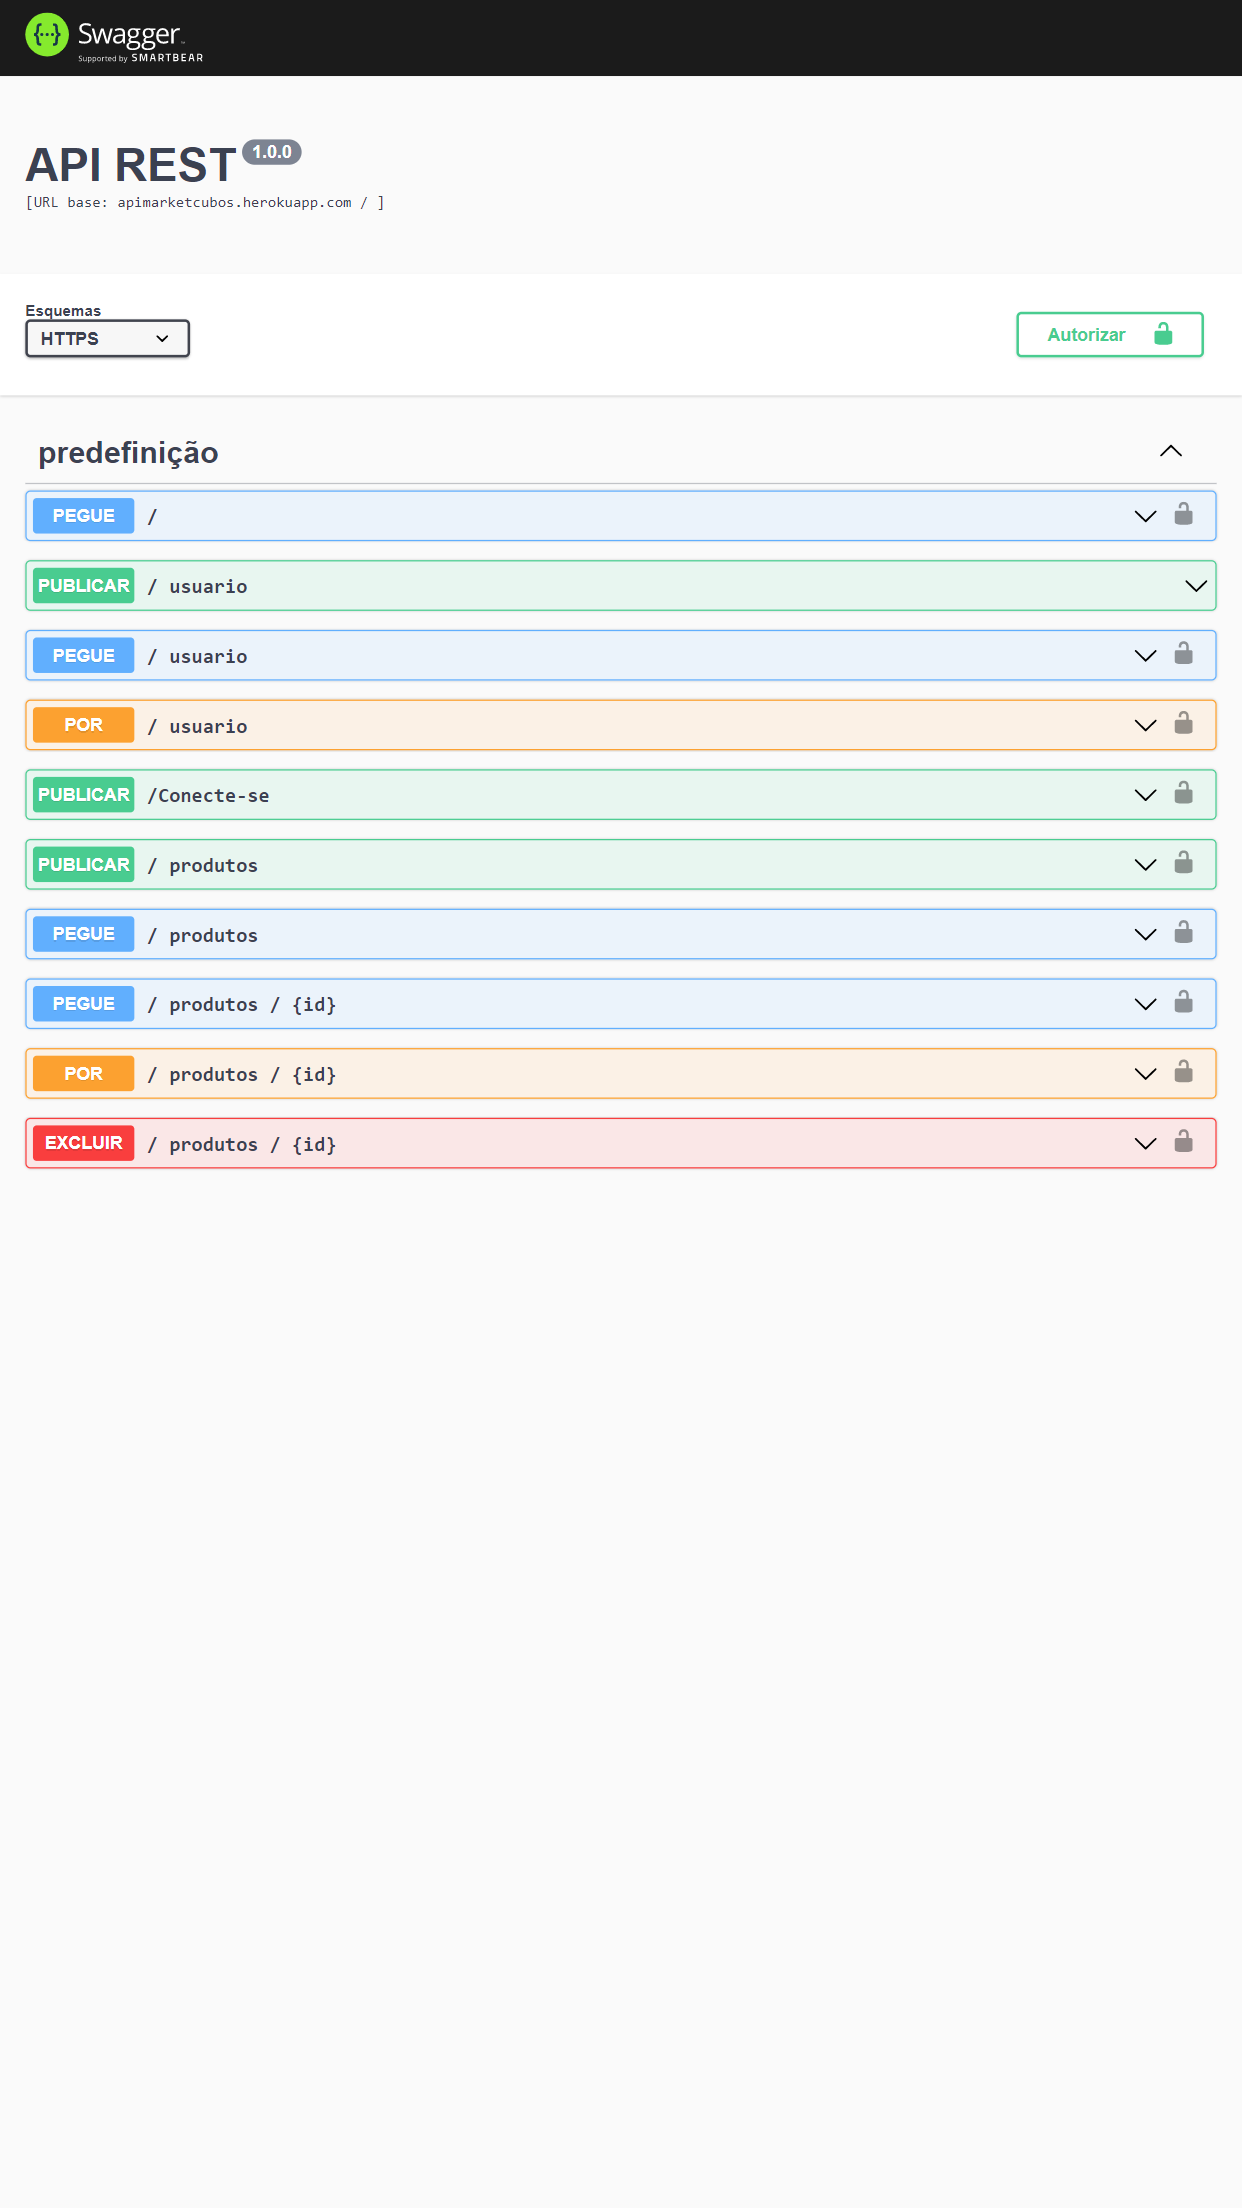 Swagger
Supported by SMARTBEAR
API REST 1.0.0
[URL base: apimarketcubos.herokuapp.com / ]
Esquemas
HTTPS
Autorizar
predefinição
PEGUE /
PUBLICAR / usuario
PEGUE / usuario
POR / usuario
PUBLICAR /Conecte-se
PUBLICAR / produtos
PEGUE / produtos
PEGUE / produtos / {id}
POR / produtos / {id}
EXCLUIR / produtos / {id}